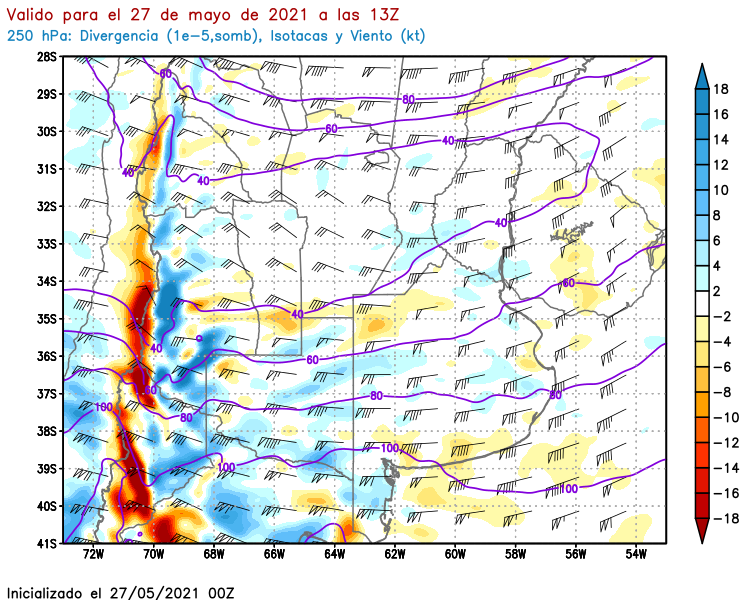 Valido para el 27 de mayo de 2021 a las 13Z
250 hPa: Divergencia (1e−5,somb), Isotacas y Viento (kt)
28S
29S
30S
31S
32S
33S
34S
35S
36S
37S
38S
39S
40S
41S
72W 70W 68W 66W 64W 62W 60W 58W 56W 54W
60
80
60
40
40
40
40
60
40
40
60
60
80
80
80
100
100
100
100
18
16
14
12
10
8
6
4
2
−2
−4
−6
−8
−10
−12
−14
−16
−18
Inicializado el 27/05/2021 00Z